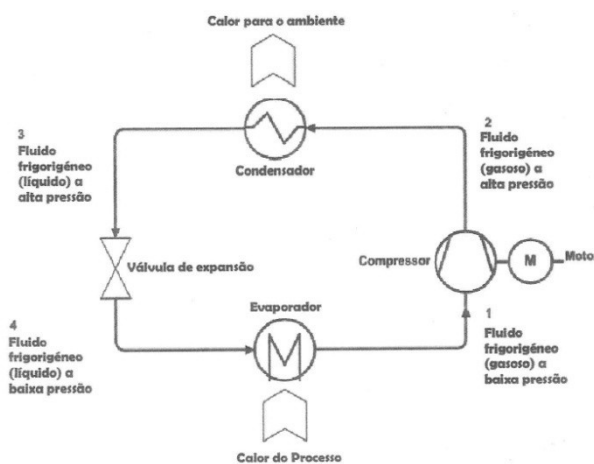 Calor para o ambiente
3
Fluido
frigorigéneo
(líquido) a
alta pressão
Condensador
2
Fluido
frigorigéneo
(gasoso) a
alta pressão
Válvula de expansão
Compressor
M
Moto
4
Fluido
frigorigéneo
(líquido) a
baixa pressão
Evaporador
1
Fluido
frigorigéneo
(gasoso) a
baixa pressão
Calor do Processo